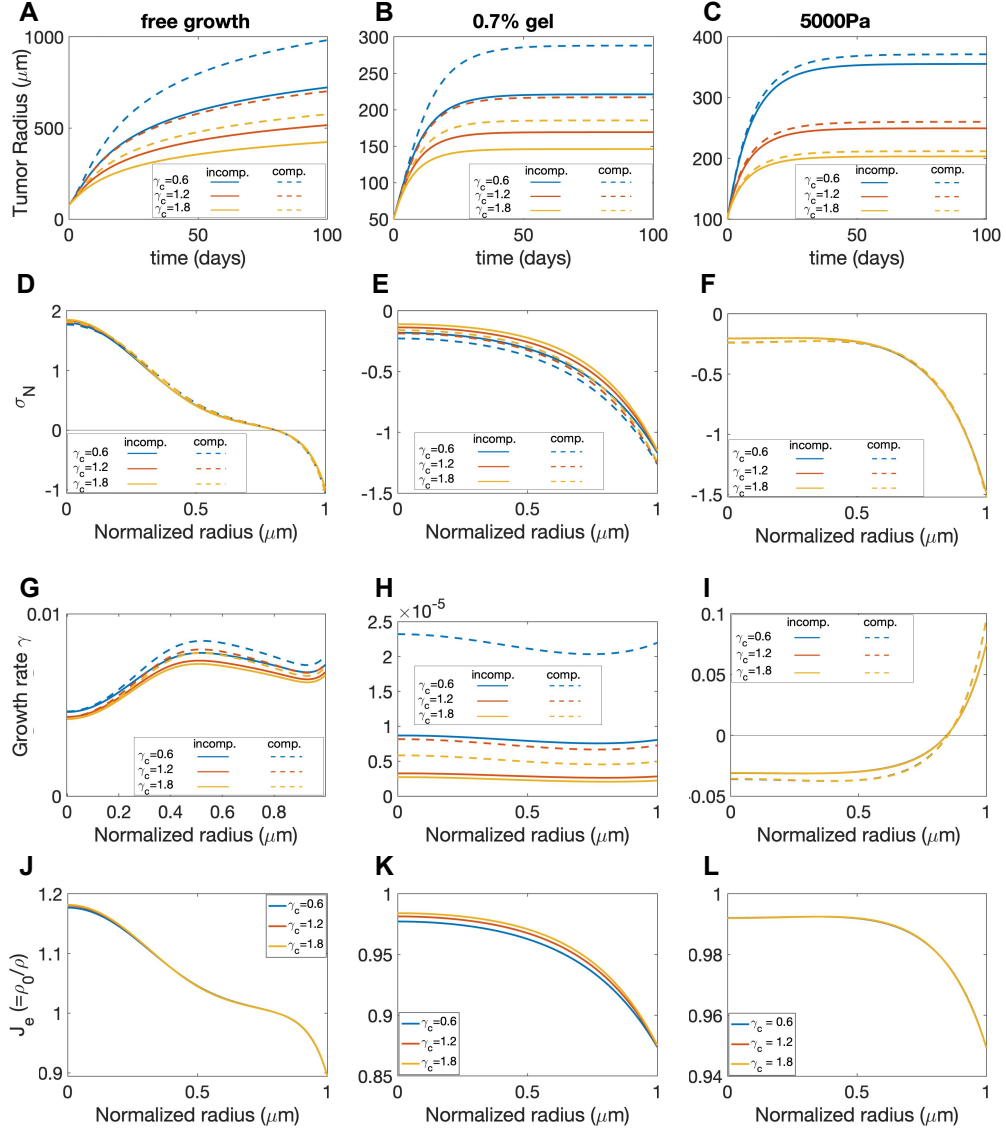 A free growth
B 0.7% gel
C 5000Pa
Tumor Radius (μm)
1000
500
0
incomp. comp.
γc=0.6
γc=1.2
γc=1.8
0 50 100
time (days)
300
250
200
150
100
50
incomp. comp.
γc=0.6
γc=1.2
γc=1.8
0 50 100
time (days)
400
300
200
100
incomp. comp.
γc=0.6
γc=1.2
γc=1.8
0 50 100
time (days)
D
σN
2
1
0
-1
incomp. comp.
γc=0.6
γc=1.2
γc=1.8
0 0.5 1
Normalized radius (μm)
E
0
-0.5
-1
-1.5
incomp. comp.
γc=0.6
γc=1.2
γc=1.8
0 0.5 1
Normalized radius (μm)
F
0
-0.5
-1
-1.5
incomp. comp.
γc=0.6
γc=1.2
γc=1.8
0 0.5 1
Normalized radius (μm)
G
Growth rate γ
0.01
0
incomp. comp.
γc=0.6
γc=1.2
γc=1.8
0 0.2 0.4 0.6 0.8
Normalized radius (μm)
H
×10-5
2.5
2
1.5
1
0.5
0
incomp. comp.
γc=0.6
γc=1.2
γc=1.8
0 0.5 1
Normalized radius (μm)
I
0.1
0.05
0
0.05
incomp. comp.
γc=0.6
γc=1.2
γc=1.8
0 0.5 1
Normalized radius (μm)
J
Je (=ρ0/ρ)
1.2
1.1
1
0.9
γc=0.6
γc=1.2
γc=1.8
0 0.5 1
Normalized radius (μm)
K
1
0.95
0.9
0.85
γc=0.6
γc=1.2
γc=1.8
0 0.5 1
Normalized radius (μm)
L
1
0.98
0.96
0.94
γc = 0.6
γc = 1.2
γc = 1.8
0 0.5 1
Normalized radius (μm)